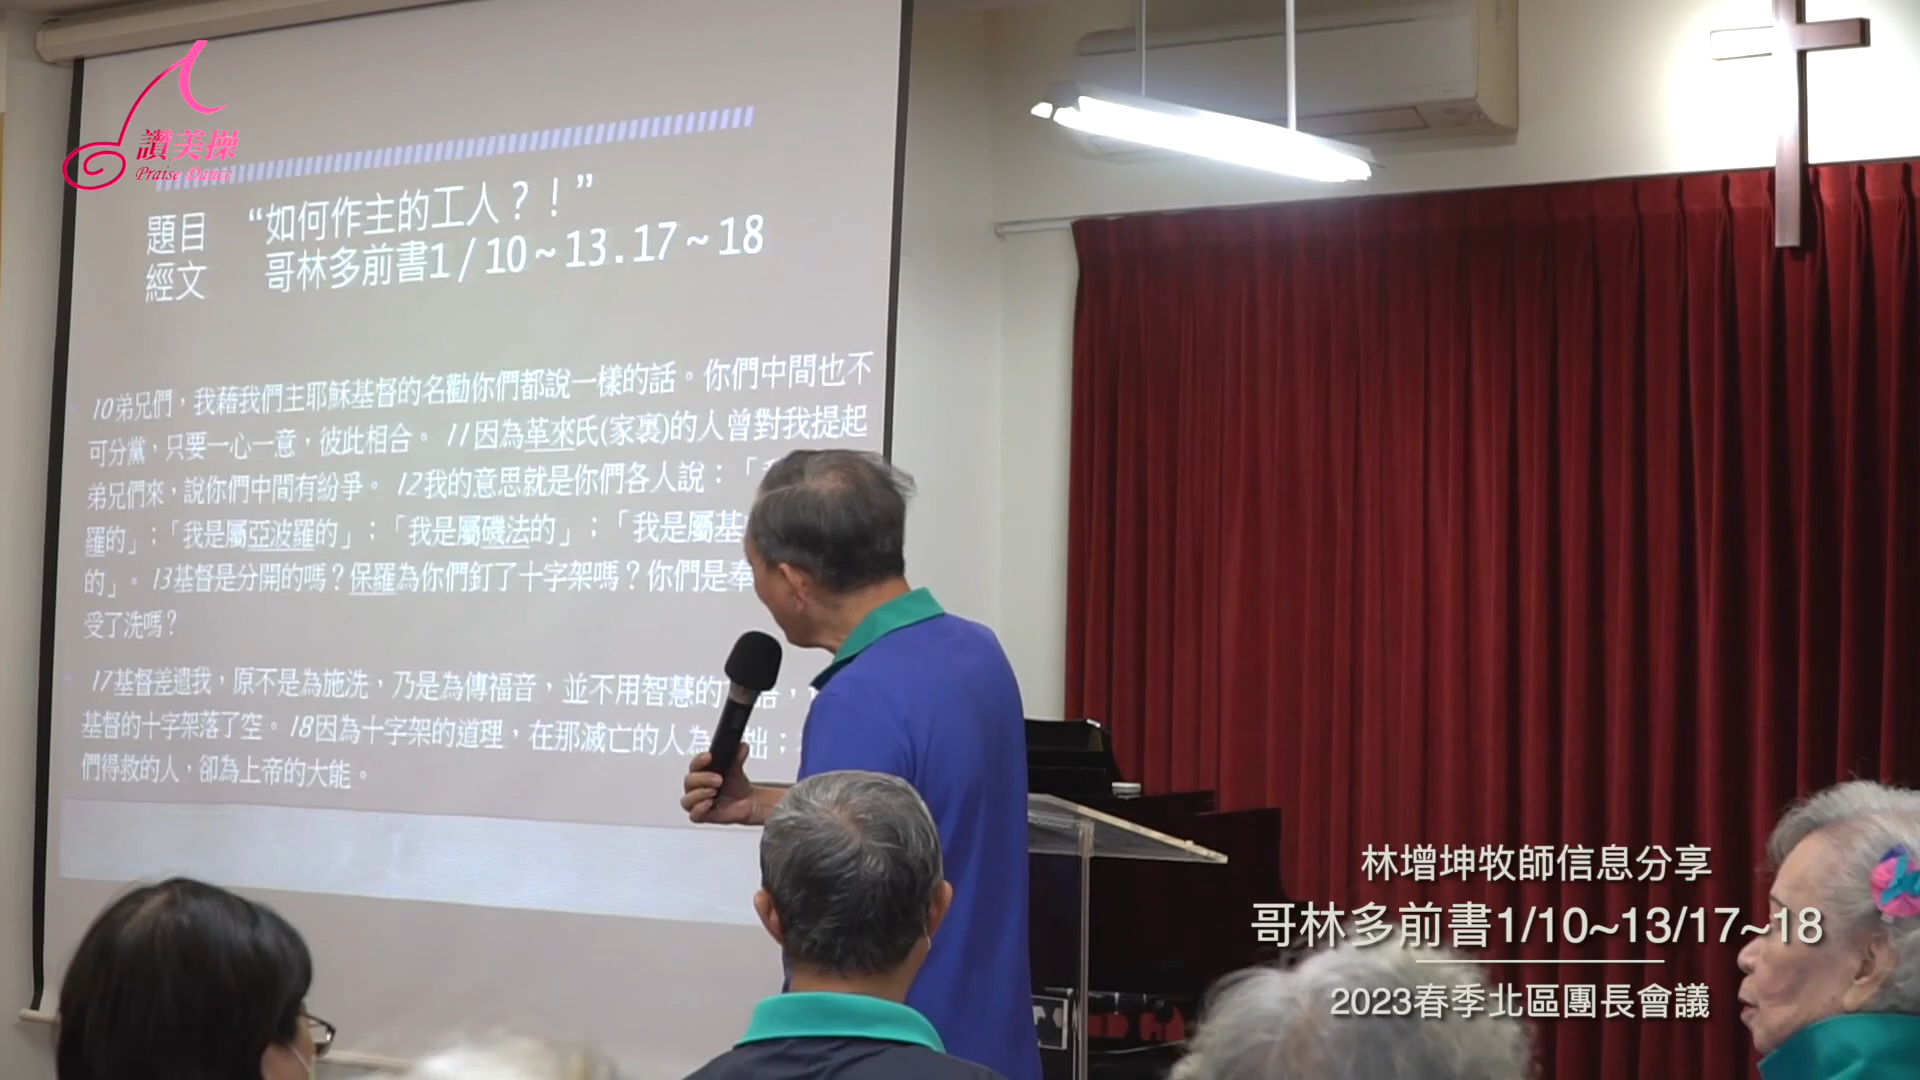 讚美操
Praise Dance
題目 “如何作主的工人？！”
經文 哥林多前書1/10~13.17~18
10弟兄們，我藉我們主耶穌基督的名勸你們都說一樣的話。你們中間也不
可分黨，只要一心一意，彼此相合。 11因為革來氏(家裏)的人曾對我提起
弟兄們來，說你們中間有紛爭。 12我的意思就是你們各人說：「
羅的」；「我是屬亞波羅的」；「我是屬磯法的」；「我是屬基
的」。 13基督是分開的嗎？保羅為你們釘了十字架嗎？你們是奉
受了洗嗎？
17基督差遣我，原不是為施洗，乃是為傳福音，並不用智慧的
基督的十字架落了空。18因為十字架的道理，在那滅亡的人為 拙；
們得救的人，卻為上帝的大能。
林增坤牧師信息分享
哥林多前書1/10~13/17~18
2023春季北區團長會議